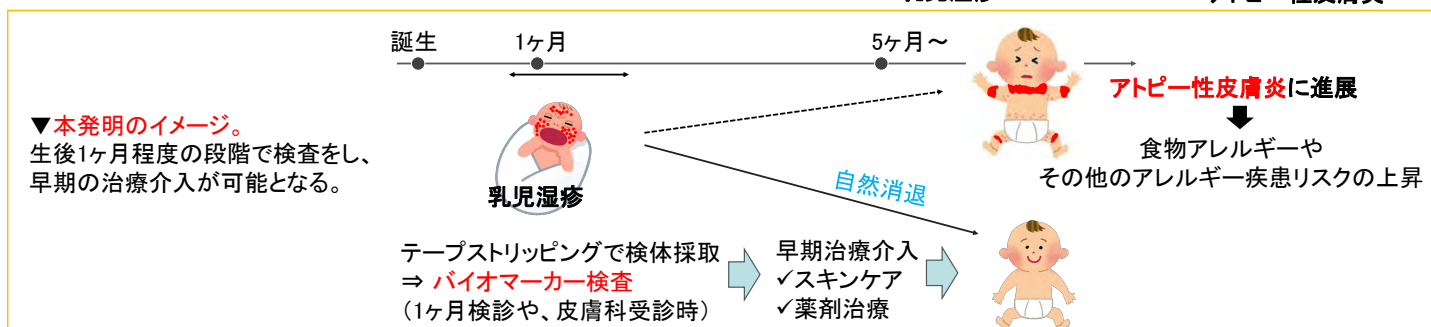 誕生
1ヶ月
5ヶ月～
▼本発明のイメージ。
生後1ヶ月程度の段階で検査をし、
早期の治療介入が可能となる。
乳児湿疹
アトピー性皮膚炎に進展
食物アレルギーや
その他のアレルギー疾患リスクの上昇
自然消退
テープストリッピングで検体採取
⇒ バイオマーカー検査
（1ヶ月検診や、皮膚科受診時）
早期治療介入
✓スキンケア
✓薬剤治療